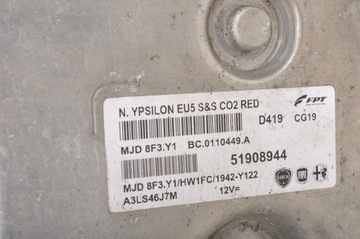 N. YPSILON EU5 S&S CO2 RED
FPT
D419 CG19
MJD 8F3.Y1 BC.0110449.A
51908944
MJD 8F3.Y1/HW1FC/1942-Y122
A3LS46J7M 12V=
FIAT